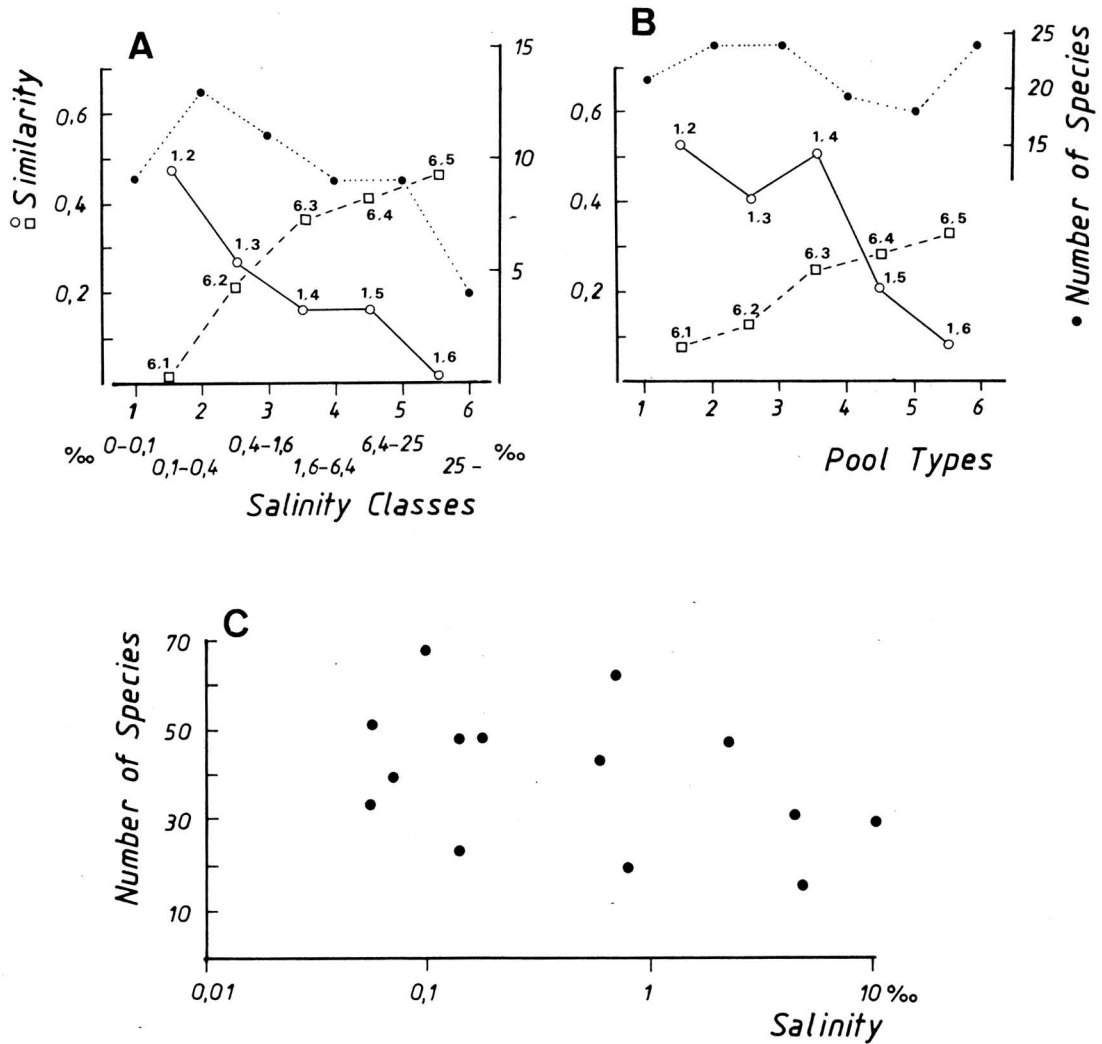 A
B
Similarity
0,6
0,4
0,2
15
10
5
1.2
1.3
1.4
1.5
1.6
6.1
6.2
6.3
6.4
6.5
1 2 3 4 5 6
‰ 0-0,1 0,4-1,6 6,4-25 ‰
0,1-0,4 1,6-6,4 25 -
Salinity Classes
0,6
0,4
0,2
25
20
15
Number of Species
1.2
1.3
1.4
1.5
1.6
6.1
6.2
6.3
6.4
6.5
1 2 3 4 5 6
Pool Types
C
Number of Species
70
50
30
10
0,01 0,1 1 10 ‰
Salinity